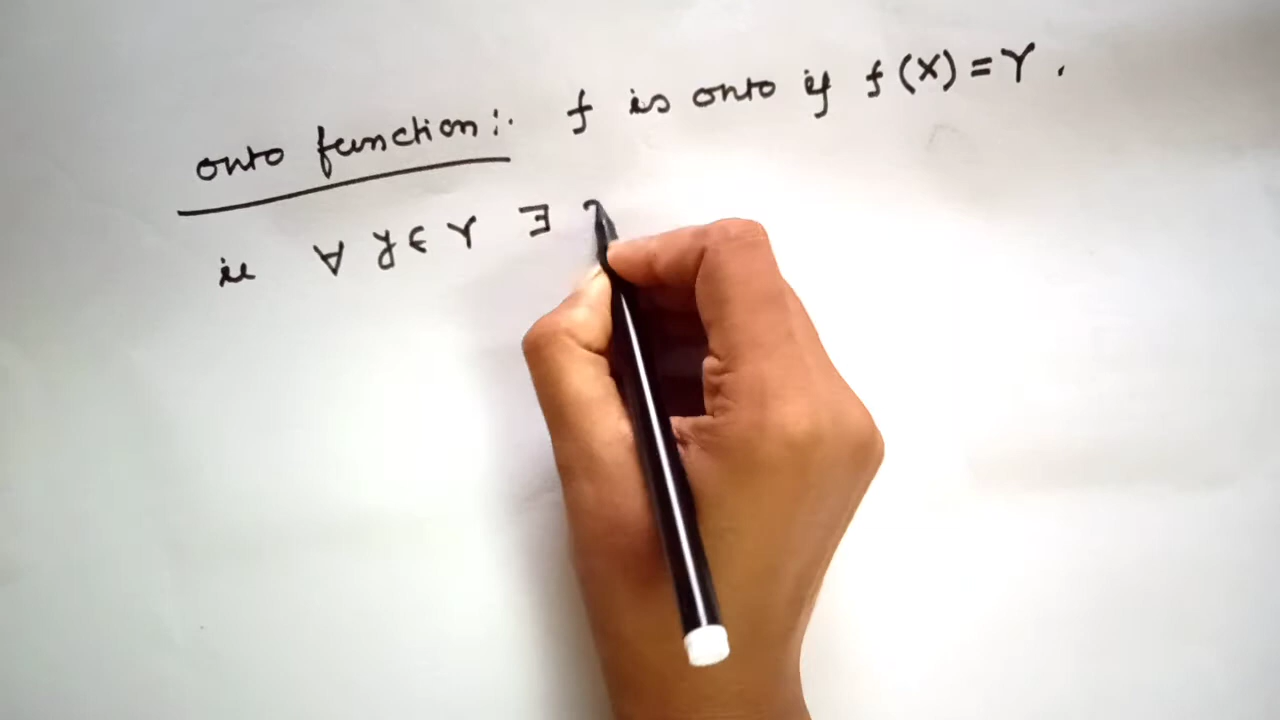 onto function :. f is onto if f(X) = Y .
ie ∀ y ∈ Y ∃